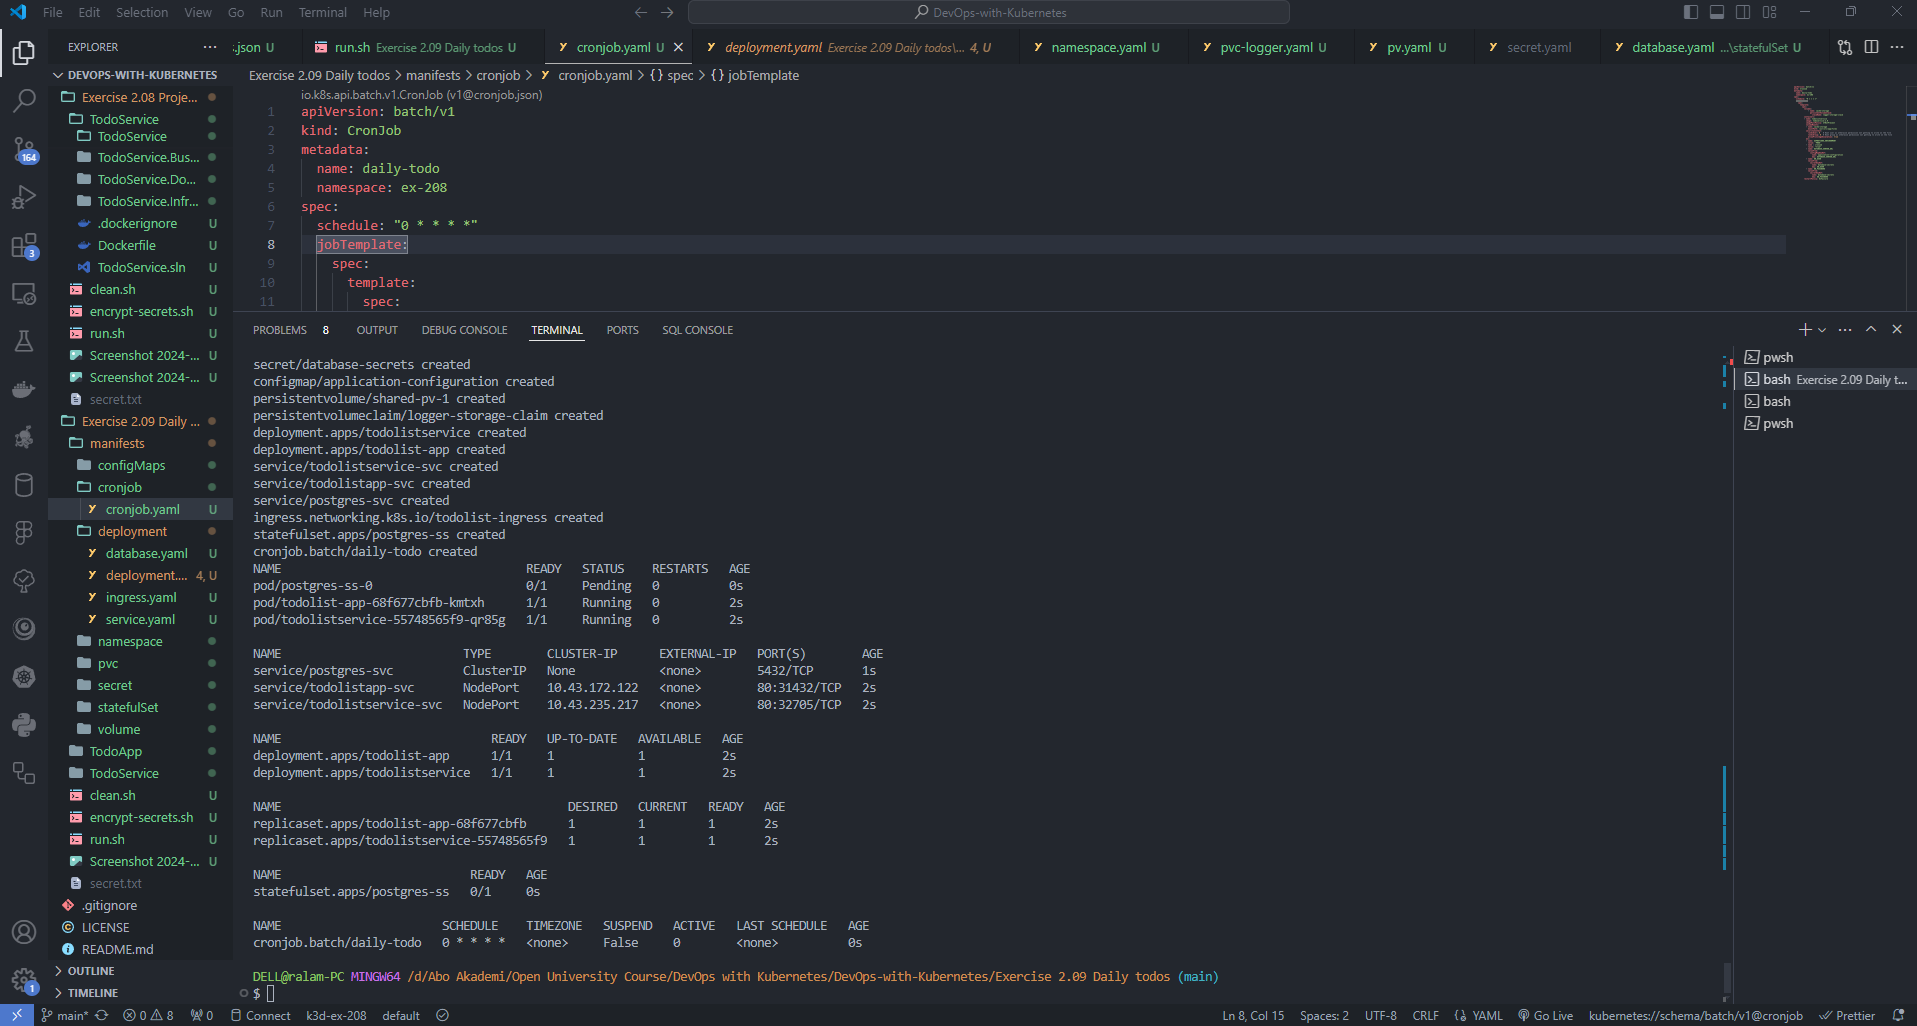 File Edit Selection View Go Run Terminal Help
DevOps-with-Kubernetes
EXPLORER
.json U
run.sh Exercise 2.09 Daily todos U
cronjob.yaml U
deployment.yaml Exercise 2.09 Daily todos\... 4, U
namespace.yaml U
pvc-logger.yaml U
pv.yaml U
secret.yaml
database.yaml ...\statefulSet U
DEVOPS-WITH-KUBERNETES
Exercise 2.08 Proje...
TodoService
TodoService
TodoService.Bus...
TodoService.Do...
TodoService.Infr...
.dockerignore U
Dockerfile U
TodoService.sln U
clean.sh U
encrypt-secrets.sh U
run.sh U
Screenshot 2024-... U
Screenshot 2024-... U
secret.txt
Exercise 2.09 Daily ...
manifests
configMaps
cronjob
cronjob.yaml U
deployment
database.yaml U
deployment.... 4, U
ingress.yaml U
service.yaml U
namespace
pvc
secret
statefulSet
volume
TodoApp
TodoService
clean.sh U
encrypt-secrets.sh U
run.sh U
Screenshot 2024-... U
secret.txt
.gitignore
LICENSE
README.md
OUTLINE
TIMELINE
164
3
1
Exercise 2.09 Daily todos > manifests > cronjob > cronjob.yaml > {} spec > {} jobTemplate
io.k8s.api.batch.v1.CronJob (v1@cronjob.json)
1 apiVersion: batch/v1
2 kind: CronJob
3 metadata:
4 name: daily-todo
5 namespace: ex-208
6 spec:
7 schedule: "0 * * * *"
8 jobTemplate:
9 spec:
10 template:
11 spec:
PROBLEMS 8 OUTPUT DEBUG CONSOLE TERMINAL PORTS SQL CONSOLE
secret/database-secrets created
configmap/application-configuration created
persistentvolume/shared-pv-1 created
persistentvolumeclaim/logger-storage-claim created
deployment.apps/todolistservice created
deployment.apps/todolist-app created
service/todolistservice-svc created
service/todolistapp-svc created
service/postgres-svc created
ingress.networking.k8s.io/todolist-ingress created
statefulset.apps/postgres-ss created
cronjob.batch/daily-todo created
NAME READY STATUS RESTARTS AGE
pod/postgres-ss-0 0/1 Pending 0 0s
pod/todolist-app-68f677cbfb-kmtxh 1/1 Running 0 2s
pod/todolistservice-55748565f9-qr85g 1/1 Running 0 2s
NAME TYPE CLUSTER-IP EXTERNAL-IP PORT(S) AGE
service/postgres-svc ClusterIP None <none> 5432/TCP 1s
service/todolistapp-svc NodePort 10.43.172.122 <none> 80:31432/TCP 2s
service/todolistservice-svc NodePort 10.43.235.217 <none> 80:32705/TCP 2s
NAME READY UP-TO-DATE AVAILABLE AGE
deployment.apps/todolist-app 1/1 1 1 2s
deployment.apps/todolistservice 1/1 1 1 2s
NAME DESIRED CURRENT READY AGE
replicaset.apps/todolist-app-68f677cbfb 1 1 1 2s
replicaset.apps/todolistservice-55748565f9 1 1 1 2s
NAME READY AGE
statefulset.apps/postgres-ss 0/1 0s
NAME SCHEDULE TIMEZONE SUSPEND ACTIVE LAST SCHEDULE AGE
cronjob.batch/daily-todo 0 * * * * <none> False 0 <none> 0s
DELL@ralam-PC MINGW64 /d/Abo Akademi/Open University Course/DevOps with Kubernetes/DevOps-with-Kubernetes/Exercise 2.09 Daily todos (main)
$
pwsh
bash Exercise 2.09 Daily t...
bash
pwsh
main* 0 8 0 Connect k3d-ex-208 default
Ln 8, Col 15 Spaces: 2 UTF-8 CRLF YAML Go Live kubernetes://schema/batch/v1@cronjob Prettier